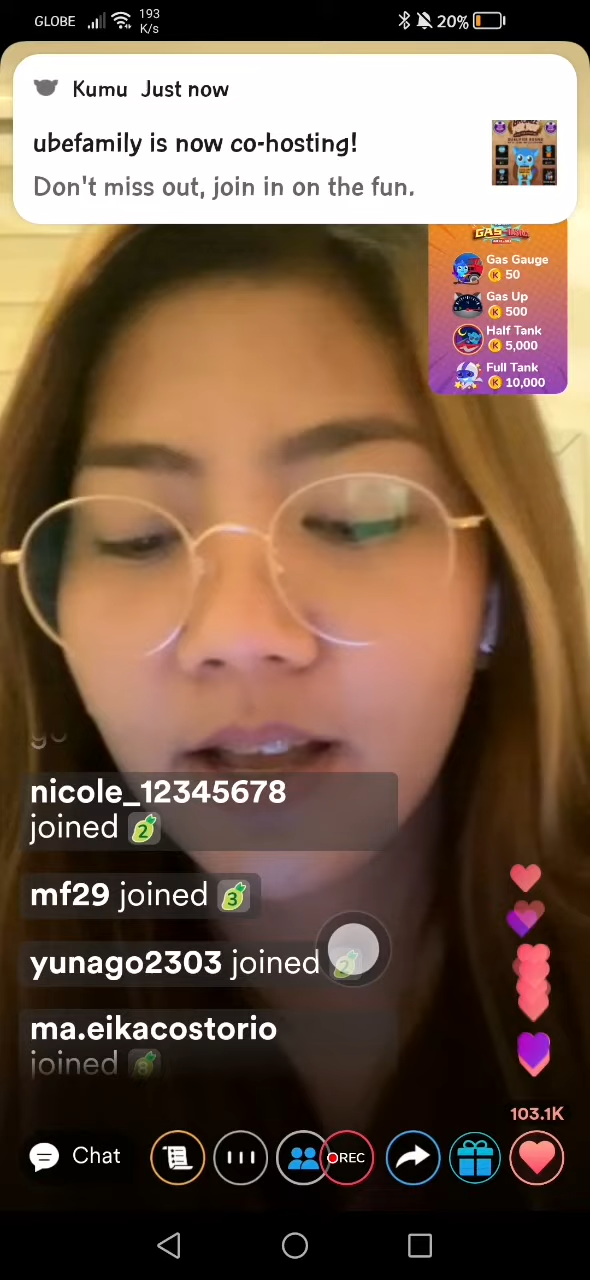 GLOBE 193 K/s 20%
Kumu Just now
ubefamily is now co-hosting!
Don't miss out, join in on the fun.
GAS
Gas Gauge
K 50
Gas Up
K 500
Half Tank
K 5,000
Full Tank
K 10,000
nicole_12345678
joined 2
mf29 joined 3
yunago2303 joined
ma.eikacostorio
joined
103.1K
Chat
REC